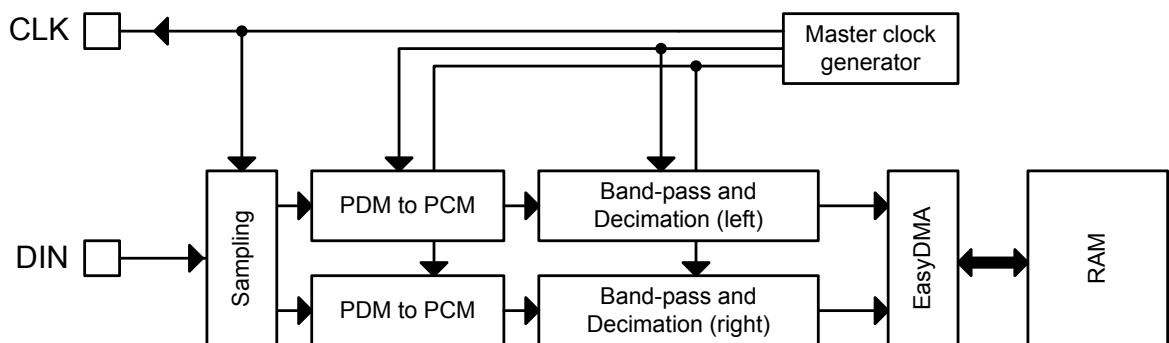 CLK
Master clock
generator
DIN
Sampling
PDM to PCM
Band-pass and
Decimation (left)
PDM to PCM
Band-pass and
Decimation (right)
EasyDMA
RAM